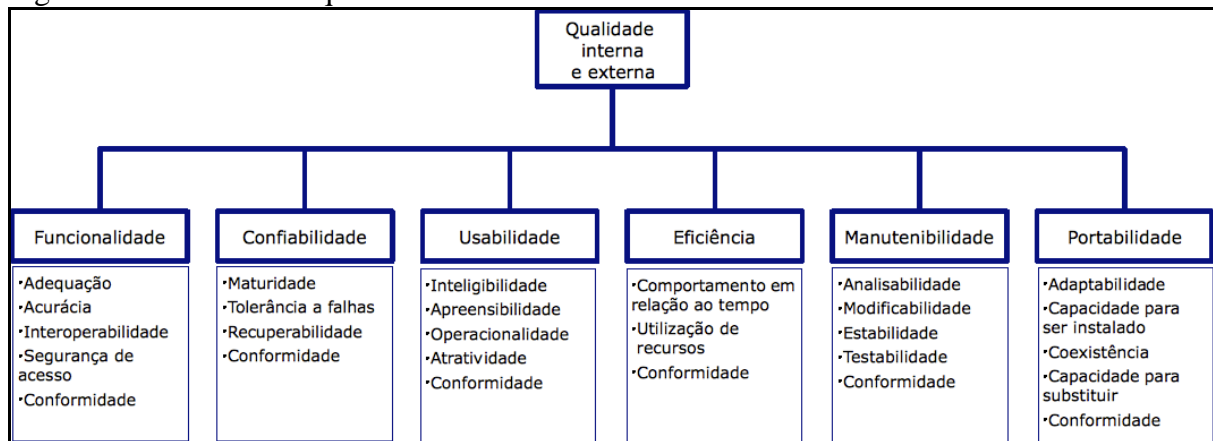 Qualidade
interna
e externa
Funcionalidade
Confiabilidade
Usabilidade
Eficiência
Manutenibilidade
Portabilidade
·Adequação
·Acurácia
·Interoperabilidade
·Segurança de
acesso
·Conformidade
·Maturidade
·Tolerância a falhas
·Recuperabilidade
·Conformidade
·Inteligibilidade
·Apreensibilidade
·Operacionalidade
·Atratividade
·Conformidade
·Comportamento em
relação ao tempo
·Utilização de
recursos
·Conformidade
·Analisabilidade
·Modificabilidade
·Estabilidade
·Testabilidade
·Conformidade
·Adaptabilidade
·Capacidade para
ser instalado
·Coexistência
·Capacidade para
substituir
·Conformidade